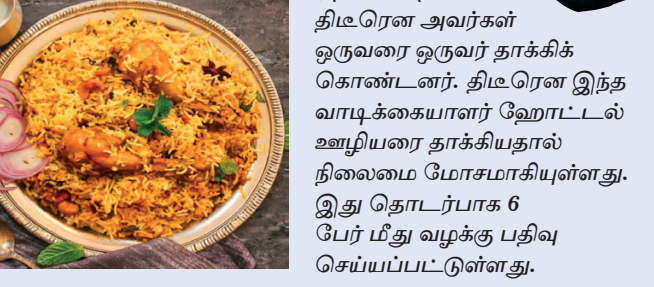 திடீரென அவர்கள்
ஒருவரை ஒருவர் தாக்கிக்
கொண்டனர். திடீரென இந்த
வாடிக்கையாளர் ஹோட்டல்
ஊழியரை தாக்கியதால்
நிலைமை மோசமாகியுள்ளது.
இது தொடர்பாக 6
பேர் மீது வழக்கு பதிவு
செய்யப்பட்டுள்ளது.